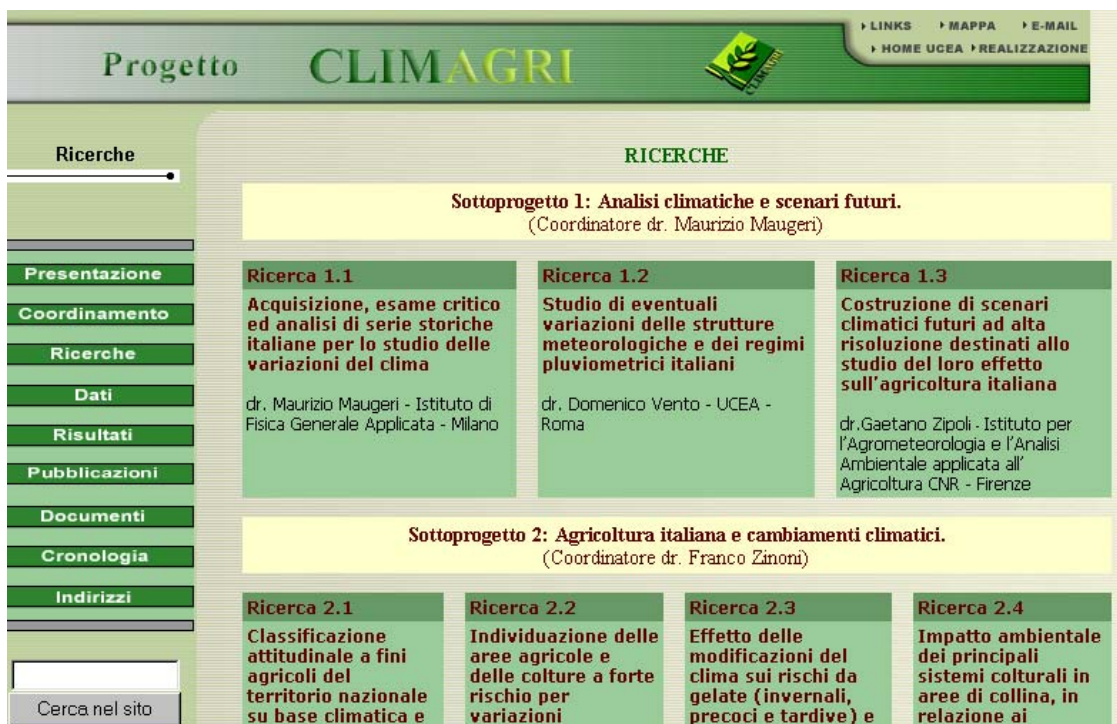 LINKS MAPPA E-MAIL
HOME UCEA REALIZZAZIONE
Progetto CLIMAGRI
CLIMAGRI
Ricerche
Presentazione
Coordinamento
Ricerche
Dati
Risultati
Pubblicazioni
Documenti
Cronologia
Indirizzi
Cerca nel sito
RICERCHE
Sottoprogetto 1: Analisi climatiche e scenari futuri.
(Coordinatore dr. Maurizio Maugeri)
Ricerca 1.1
Acquisizione, esame critico
ed analisi di serie storiche
italiane per lo studio delle
variazioni del clima
dr. Maurizio Maugeri - Istituto di
Fisica Generale Applicata - Milano
Ricerca 1.2
Studio di eventuali
variazioni delle strutture
meteorologiche e dei regimi
pluviometrici italiani
dr. Domenico Vento - UCEA -
Roma
Ricerca 1.3
Costruzione di scenari
climatici futuri ad alta
risoluzione destinati allo
studio del loro effetto
sull'agricoltura italiana
dr.Gaetano Zipoli - Istituto per
l'Agrometeorologia e l'Analisi
Ambientale applicata all'
Agricoltura CNR - Firenze
Sottoprogetto 2: Agricoltura italiana e cambiamenti climatici.
(Coordinatore dr. Franco Zinoni)
Ricerca 2.1
Classificazione
attitudinale a fini
agricoli del
territorio nazionale
su base climatica e
Ricerca 2.2
Individuazione delle
aree agricole e
delle colture a forte
rischio per
variazioni
Ricerca 2.3
Effetto delle
modificazioni del
clima sui rischi da
gelate (invernali,
precoci e tardive) e
Ricerca 2.4
Impatto ambientale
dei principali
sistemi colturali in
aree di collina, in
relazione ai